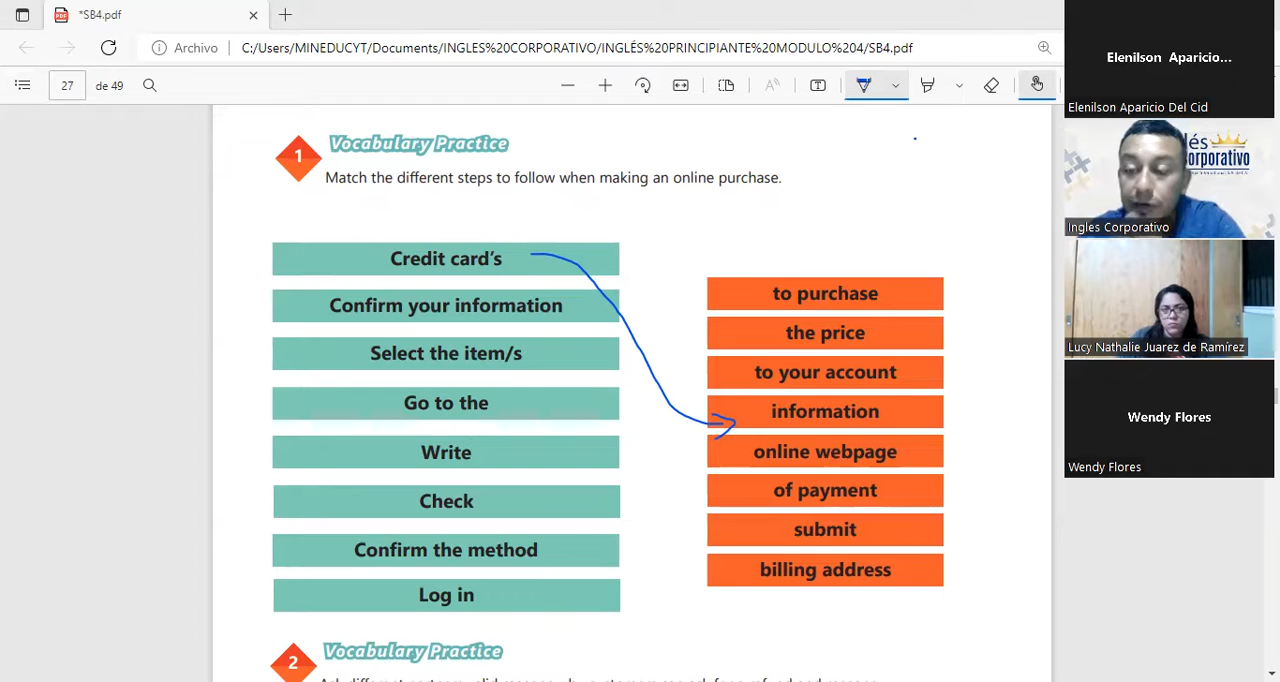 *SB4.pdf
Archivo
C:/Users/MINEDUCYT/Documents/INGLES%20CORPORATIVO/INGLÉS%20PRINCIPIANTE%20MODULO%204/SB4.pdf
27 de 49
1
Vocabulary Practice
Match the different steps to follow when making an online purchase.
Credit card's
Confirm your information
Select the item/s
Go to the
Write
Check
Confirm the method
Log in
to purchase
the price
to your account
information
online webpage
of payment
submit
billing address
2
Vocabulary Practice
Elenilson Aparicio...
Elenilson Aparicio Del Cid
lés
orporativo
Ingles Corporativo
Lucy Nathalie Juarez de Ramírez
Wendy Flores
Wendy Flores